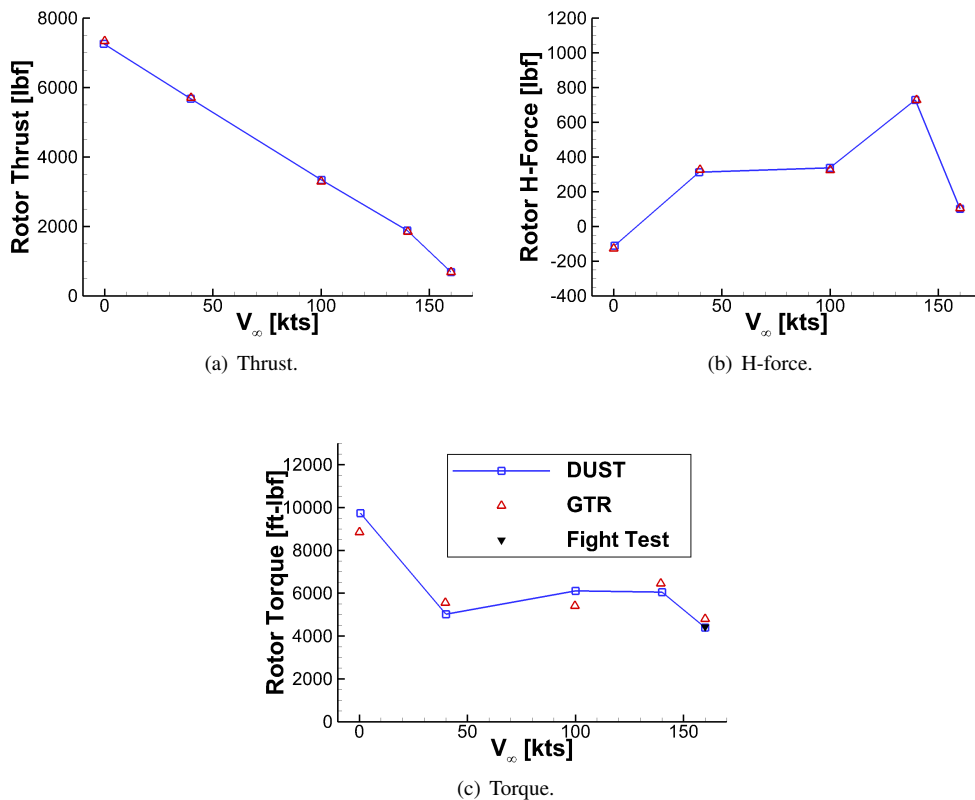 8000
6000
4000
2000
0
Rotor Thrust [lbf]
0 50 100 150
V∞ [kts]
(a) Thrust.
1200
1000
800
600
400
200
0
-200
-400
Rotor H-Force [lbf]
0 50 100 150
V∞ [kts]
(b) H-force.
12000
10000
8000
6000
4000
2000
0
Rotor Torque [ft-lbf]
DUST
GTR
Fight Test
0 50 100 150
V∞ [kts]
(c) Torque.